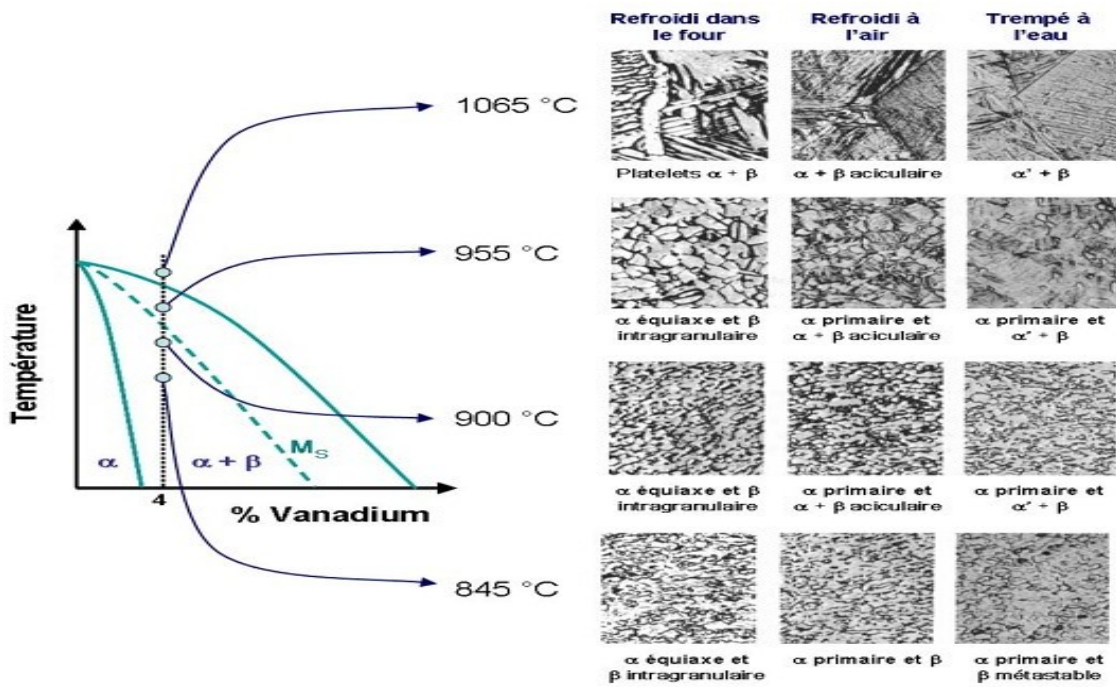 Refroidi dans
le four
Refroidi à
l'air
Trempé à
l'eau
1065 °C
Platelets α + β
α + β aciculaire
α' + β
955 °C
α équiaxe et β
intragranulaire
α primaire et
α + β aciculaire
α primaire et
α' + β
Température
900 °C
α
α + β
M_S
4
% Vanadium
α équiaxe et β
intragranulaire
α primaire et
α + β aciculaire
α primaire et
α' + β
845 °C
α équiaxe et
β intragranulaire
α primaire et β
α primaire et
β métastable